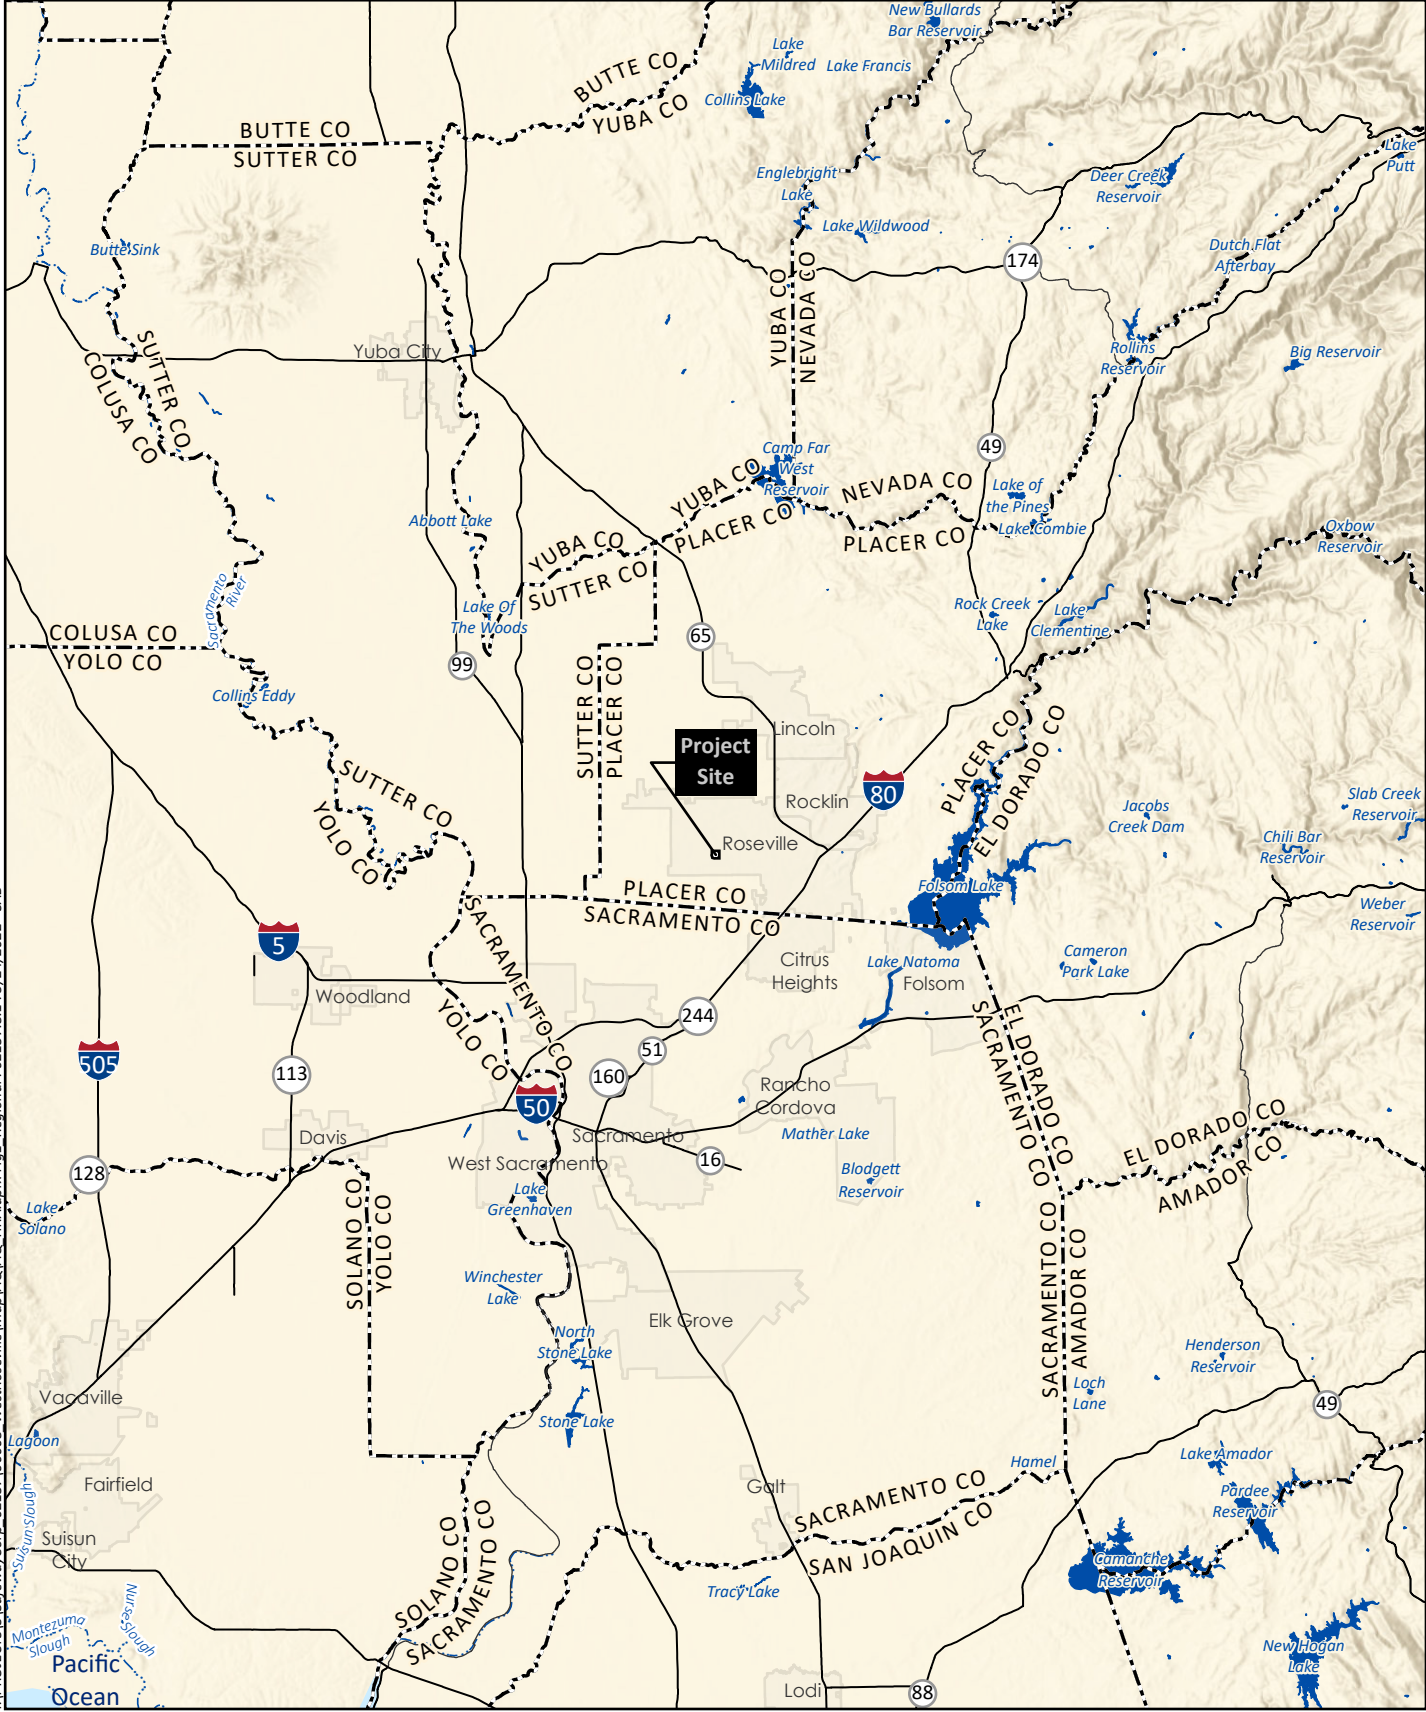 New Bullards
Bar Reservoir
Lake
Mildred
Lake Francis
Collins Lake
BUTTE CO
YUBA CO
BUTTE CO
SUTTER CO
Lake
Putt
Englebright
Lake
Deer Creek
Reservoir
Lake Wildwood
Butte Sink
Dutch Flat
Afterbay
174
YUBA CO
NEVADA CO
SUTTER CO
COLUSA CO
Yuba City
Rollins
Reservoir
Big Reservoir
49
Camp Far
West
Reservoir
YUBA CO
PLACER CO
NEVADA CO
PLACER CO
Lake of
the Pines
Lake Combie
Abbott Lake
Oxbow
Reservoir
YUBA CO
SUTTER CO
Sacramento
River
Lake Of
The Woods
Rock Creek
Lake
Lake
Clementine
COLUSA CO
YOLO CO
65
99
Collins Eddy
SUTTER CO
PLACER CO
Lincoln
Project
Site
PLACER CO
EL DORADO CO
SUTTER CO
YOLO CO
Rocklin
80
Jacobs
Creek Dam
Slab Creek
Reservoir
Chili Bar
Reservoir
Roseville
PLACER CO
SACRAMENTO CO
Folsom Lake
Weber
Reservoir
5
SACRAMENTO CO
YOLO CO
Citrus
Heights
Lake Natoma
Folsom
Cameron
Park Lake
Woodland
244
51
505
113
160
50
SACRAMENTO CO
EL DORADO CO
Rancho
Cordova
Davis
Sacramento
Mather Lake
EL DORADO CO
AMADOR CO
West Sacramento
16
128
Blodgett
Reservoir
Lake
Solano
Lake
Greenhaven
SOLANO CO
YOLO CO
SACRAMENTO CO
AMADOR CO
Winchester
Lake
North
Stone Lake
Elk Grove
Henderson
Reservoir
Vacaville
Loch
Lane
49
Stone Lake
Lagoon
Hamel
Lake Amador
Fairfield
Galt
SACRAMENTO CO
SAN JOAQUIN CO
Pardee
Reservoir
Suisun Slough
Suisun
City
SOLANO CO
SACRAMENTO CO
Camanche
Reservoir
Tracy Lake
Nurse Slough
Montezuma
Slough
New Hogan
Lake
Pacific
Ocean
Lodi
88